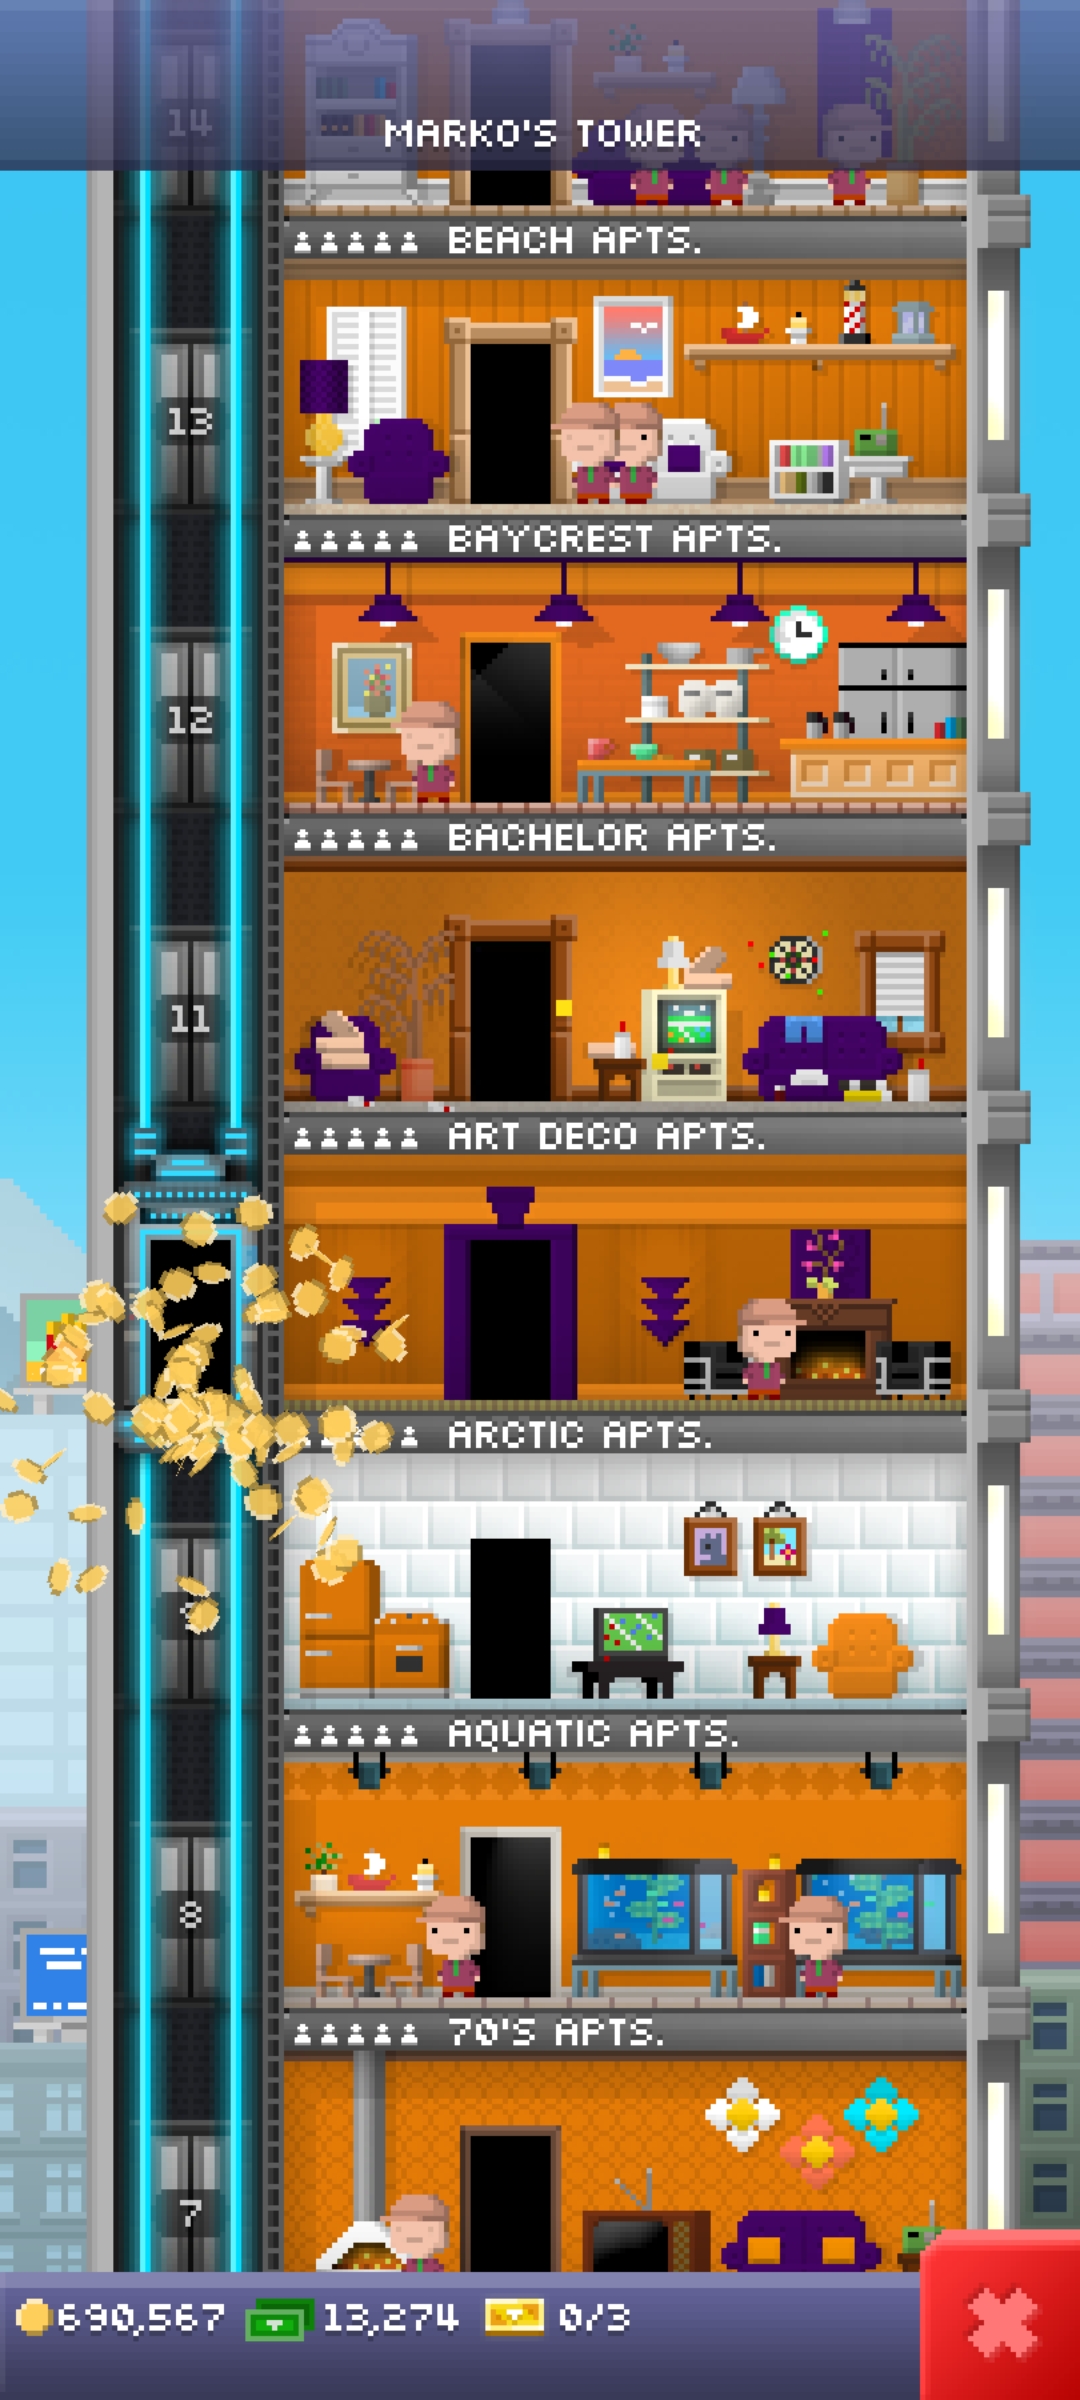 MARKO'S TOWER
14
BEACH APTS.
13
BAYCREST APTS.
12
BACHELOR APTS.
11
ART DECO APTS.
ARCTIC APTS.
AQUATIC APTS.
8
70'S APTS.
7
690,567 13,274 0/3